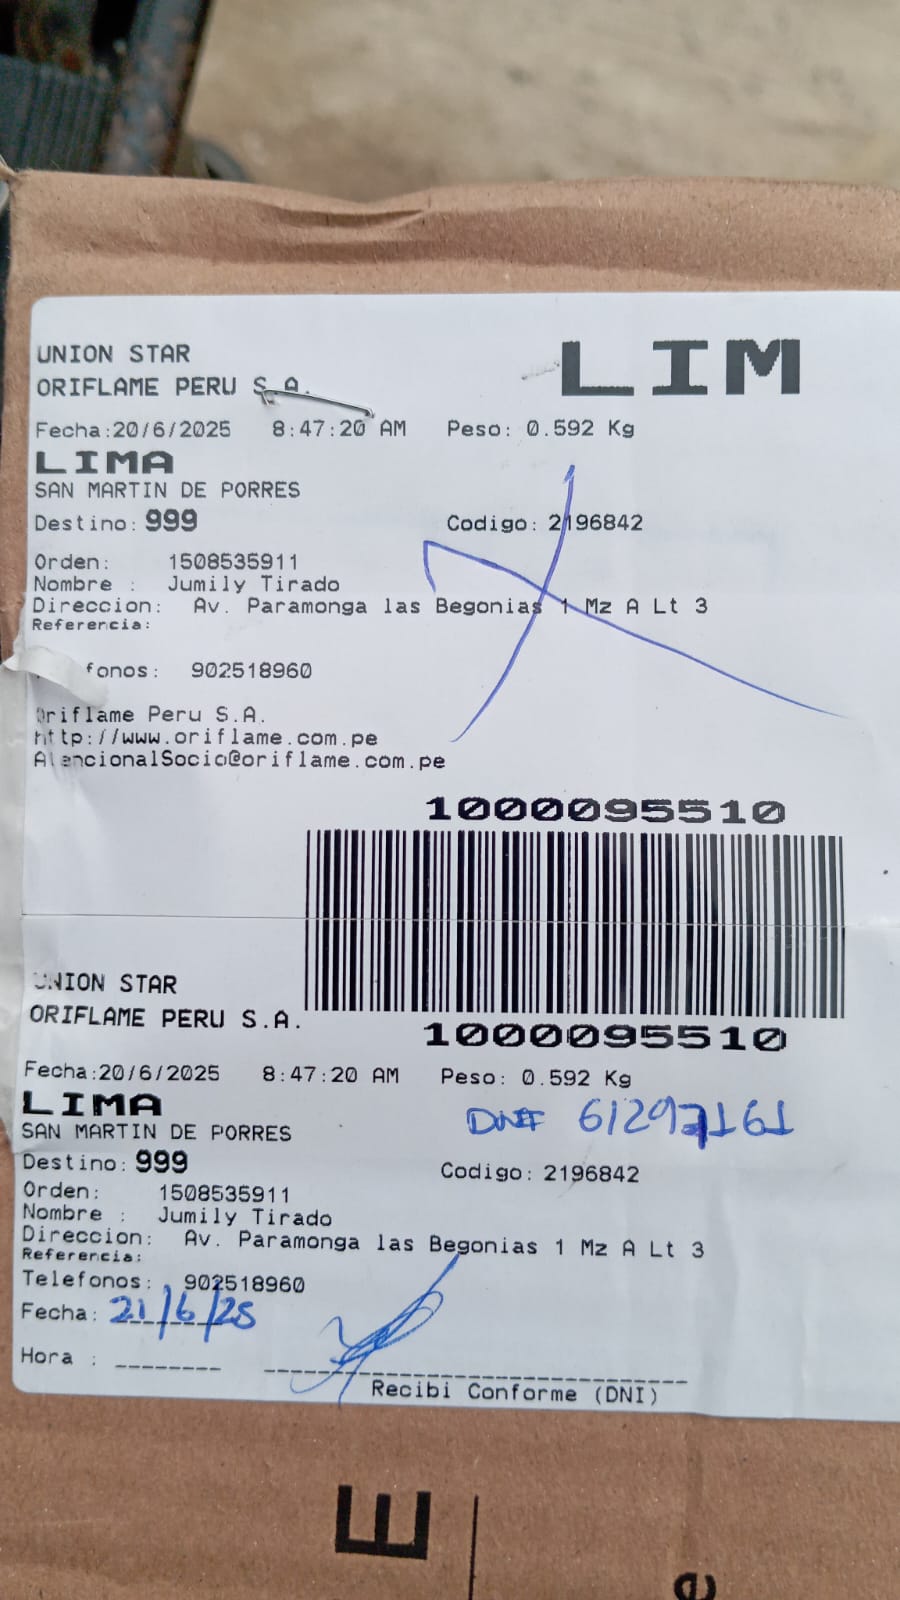 UNION STAR
ORIFLAME PERU S.A.
LIM
Fecha:20/6/2025 8:47:20 AM Peso: 0.592 Kg
LIMA
SAN MARTIN DE PORRES
Destino: 999 Codigo: 2196842
Orden: 1508535911
Nombre : Jumily Tirado
Direccion: Av. Paramonga las Begonias 1 Mz A Lt 3
Referencia:
fonos: 902518960
Oriflame Peru S.A.
http://www.oriflame.com.pe
AtencionalSocio@oriflame.com.pe
1000095510
UNION STAR
ORIFLAME PERU S.A.
1000095510
Fecha:20/6/2025 8:47:20 AM Peso: 0.592 Kg
LIMA
DNI 61297161
SAN MARTIN DE PORRES
Destino: 999 Codigo: 2196842
Orden: 1508535911
Nombre : Jumily Tirado
Direccion: Av. Paramonga las Begonias 1 Mz A Lt 3
Referencia:
Telefonos: 902518960
Fecha: 21/6/25
Hora :
Recibi Conforme (DNI)
E
e